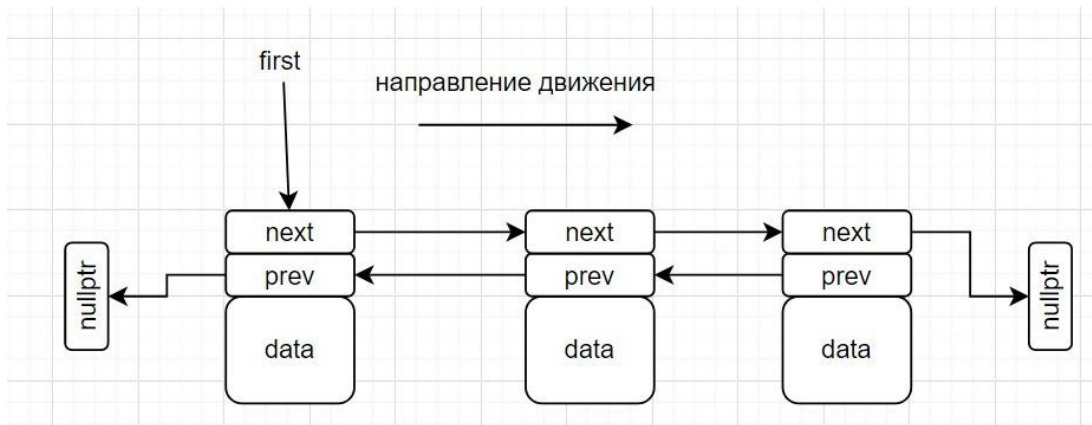 first
направление движения
next
next
next
prev
prev
prev
nullptr
nullptr
data
data
data